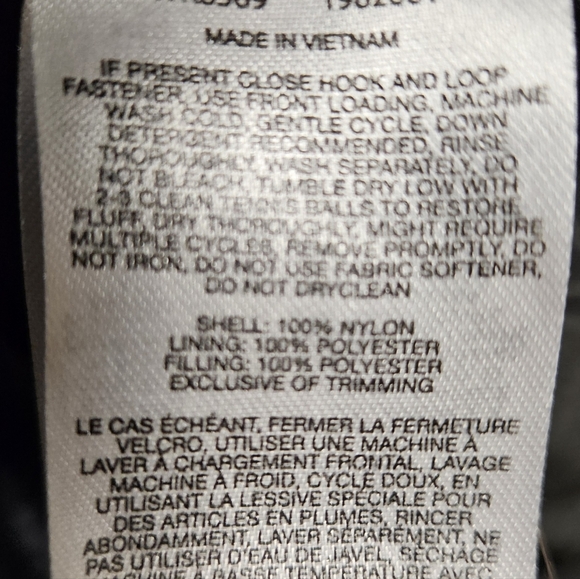 MADE IN VIETNAM
IF PRESENT CLOSE HOOK AND LOOP
FASTENER, USE FRONT LOADING, MACHINE
WASH COLD, GENTLE CYCLE, DOWN
DETERGENT RECOMMENDED, RINSE
THOROUGHLY, WASH SEPARATELY, DO
NOT BLEACH, TUMBLE DRY LOW WITH
2-3 CLEAN TENNIS BALLS TO RESTORE
FLUFF, DRY THOROUGHLY, MIGHT REQUIRE
MULTIPLE CYCLES, REMOVE PROMPTLY, DO
NOT IRON, DO NOT USE FABRIC SOFTENER,
DO NOT DRYCLEAN
SHELL: 100% NYLON
LINING: 100% POLYESTER
FILLING: 100% POLYESTER
EXCLUSIVE OF TRIMMING
LE CAS ÉCHÉANT, FERMER LA FERMETURE
VELCRO, UTILISER UNE MACHINE À
LAVER À CHARGEMENT FRONTAL, LAVAGE
MACHINE À FROID, CYCLE DOUX, EN
UTILISANT LA LESSIVE SPÉCIALE POUR
DES ARTICLES EN PLUMES, RINCER
ABONDAMMENT, LAVER SÉPARÉMENT, NE
PAS UTILISER D'EAU DE JAVEL, SÉCHAGE
MACHINE À BASSE TEMPÉRATURE AVEC